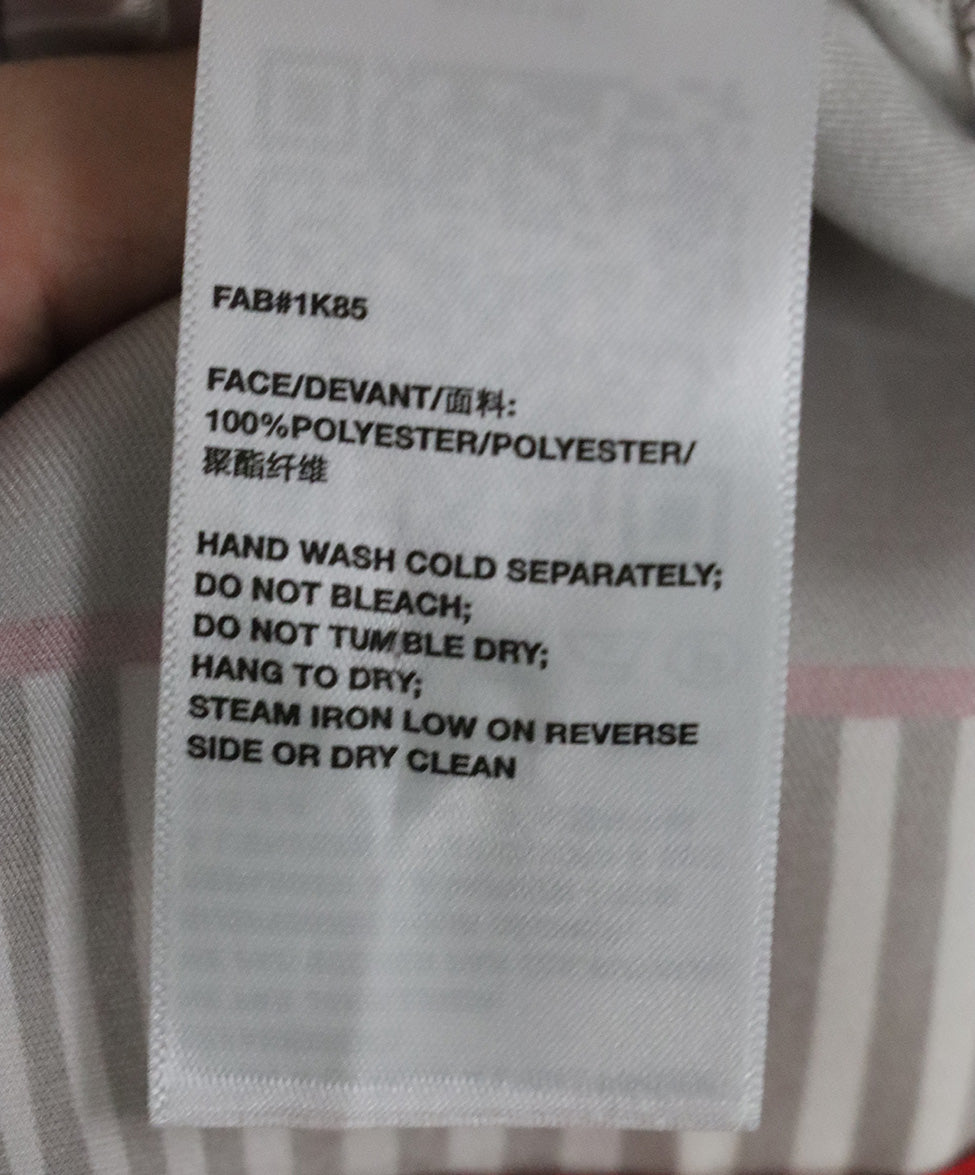 FAB#1K85
FACE/DEVANT/面料:
100%POLYESTER/POLYESTER/
聚酯纤维
HAND WASH COLD SEPARATELY;
DO NOT BLEACH;
DO NOT TUMBLE DRY;
HANG TO DRY;
STEAM IRON LOW ON REVERSE
SIDE OR DRY CLEAN